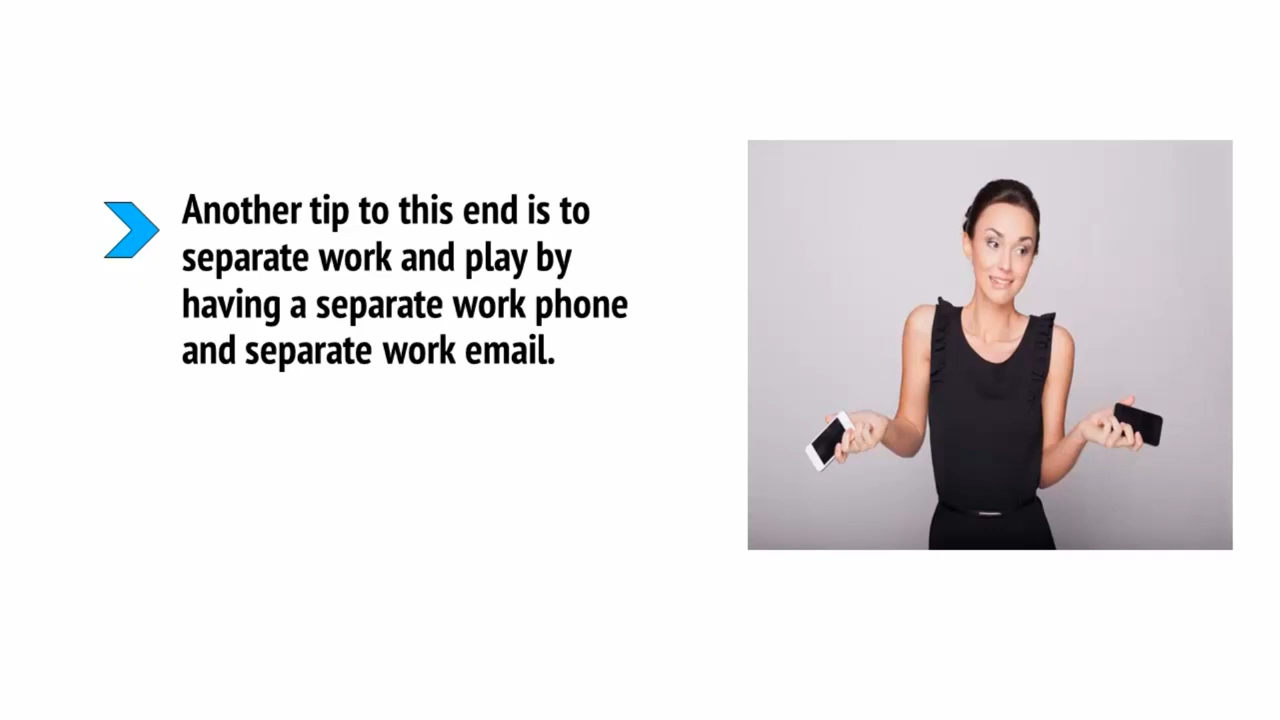 Another tip to this end is to
separate work and play by
having a separate work phone
and separate work email.